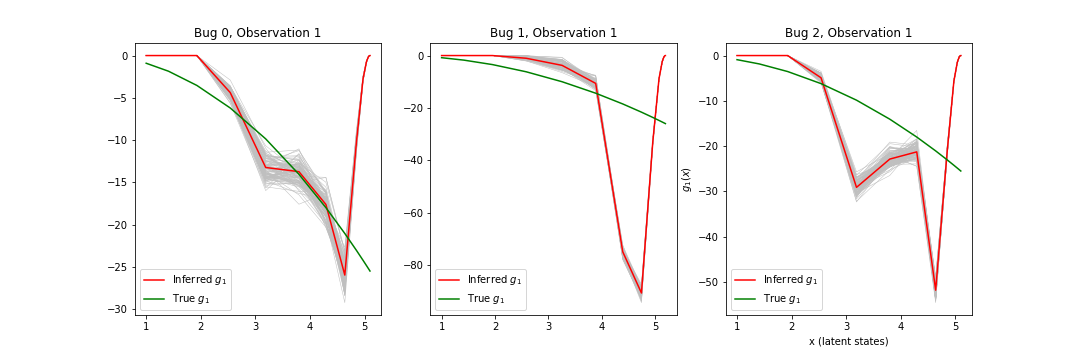 Bug 0, Observation 1
0
−5
−10
−15
−20
−25
−30
1 2 3 4 5
Inferred g₁
True g₁
Bug 1, Observation 1
0
−20
−40
−60
−80
1 2 3 4 5
Inferred g₁
True g₁
Bug 2, Observation 1
g₁(x)
0
−10
−20
−30
−40
−50
1 2 3 4 5
x (latent states)
Inferred g₁
True g₁